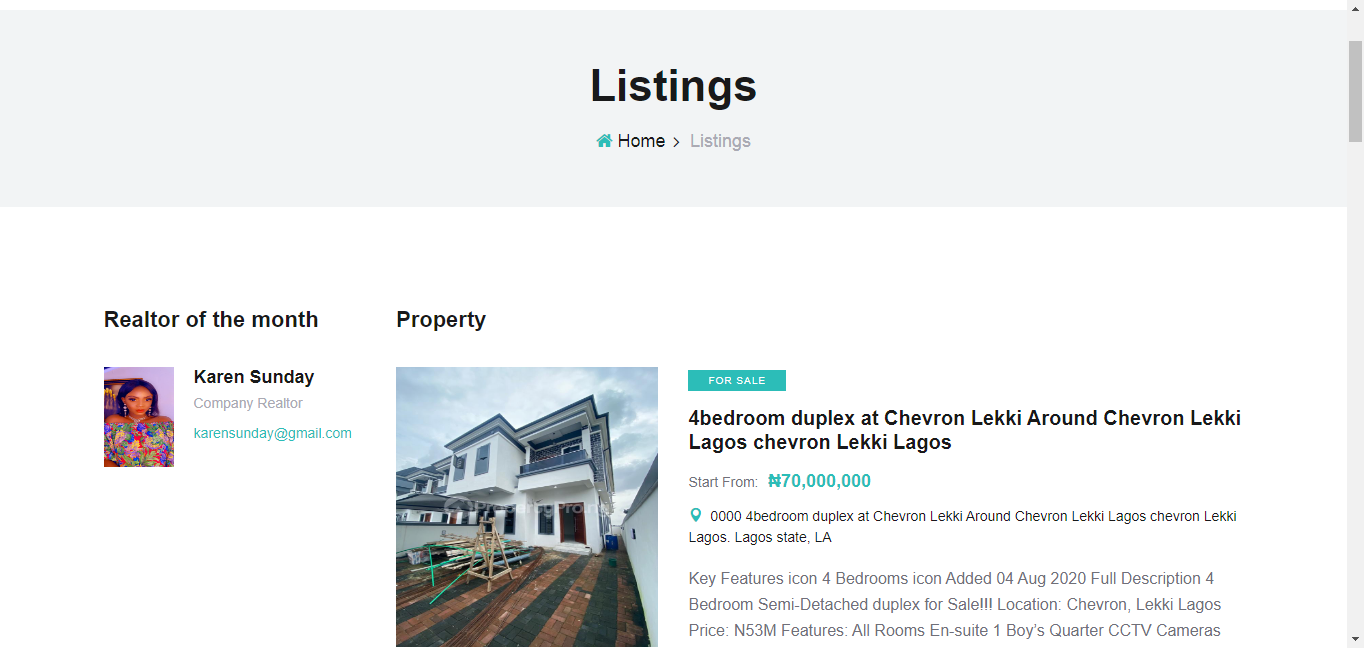 Listings
Home > Listings
Realtor of the month
Karen Sunday
Company Realtor
karensunday@gmail.com
Property
FOR SALE
4bedroom duplex at Chevron Lekki Around Chevron Lekki
Lagos chevron Lekki Lagos
Start From: ₦70,000,000
0000 4bedroom duplex at Chevron Lekki Around Chevron Lekki Lagos chevron Lekki
Lagos. Lagos state, LA
Key Features icon 4 Bedrooms icon Added 04 Aug 2020 Full Description 4
Bedroom Semi-Detached duplex for Sale!!! Location: Chevron, Lekki Lagos
Price: N53M Features: All Rooms En-suite 1 Boy’s Quarter CCTV Cameras